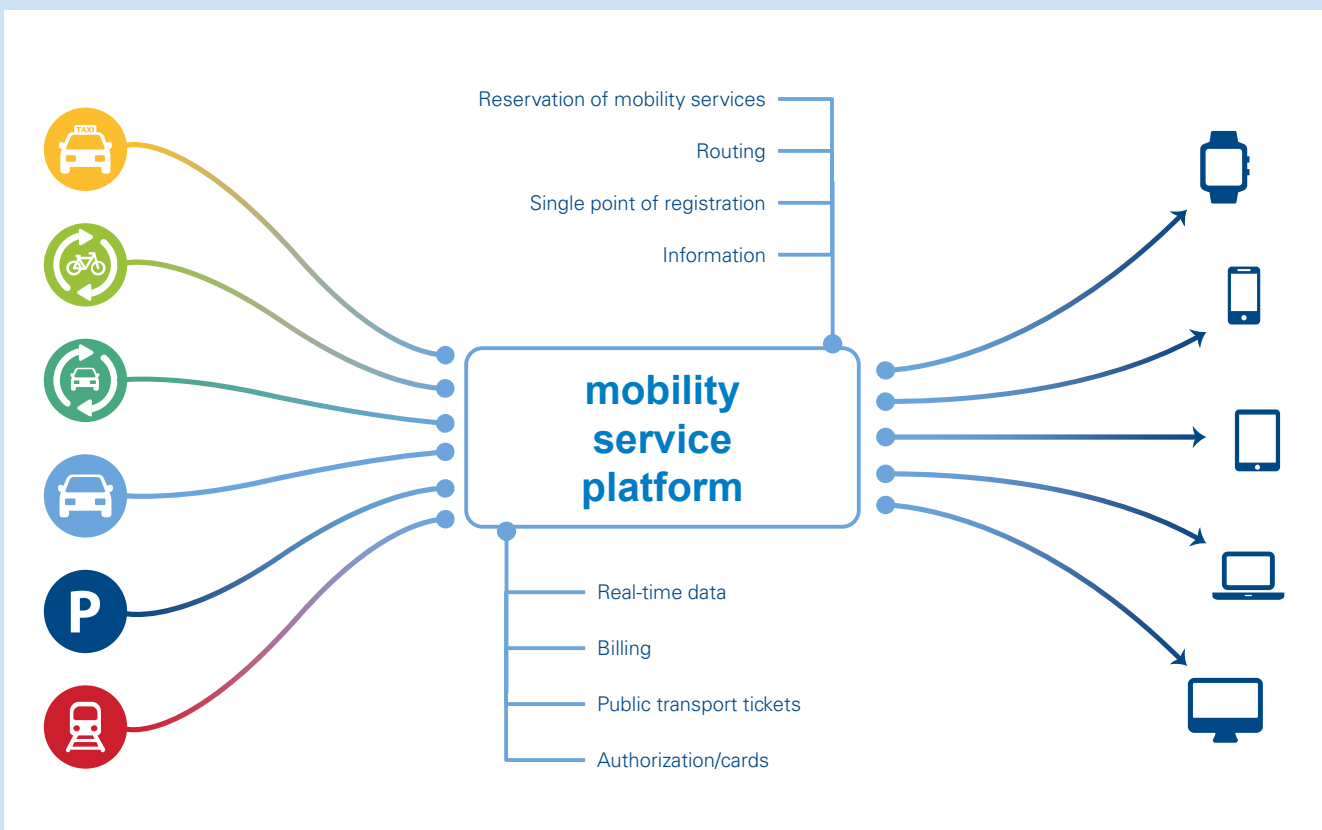 TAXI
Reservation of mobility services
Routing
Single point of registration
Information
mobility
service
platform
P
Real-time data
Billing
Public transport tickets
Authorization/cards